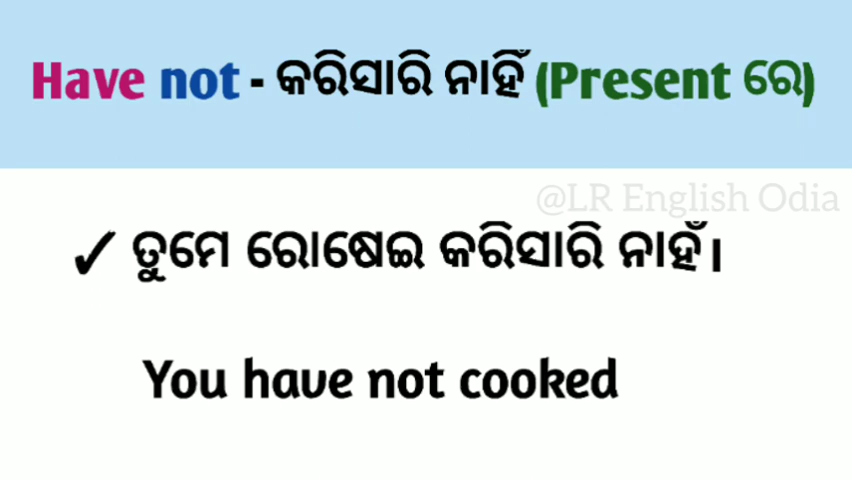 Have not - କରିସାରି ନାହିଁ (Present ରେ)
@LR English Odia
✓ ତୁମେ ରୋଷେଇ କରିସାରି ନାହଁ।
You have not cooked